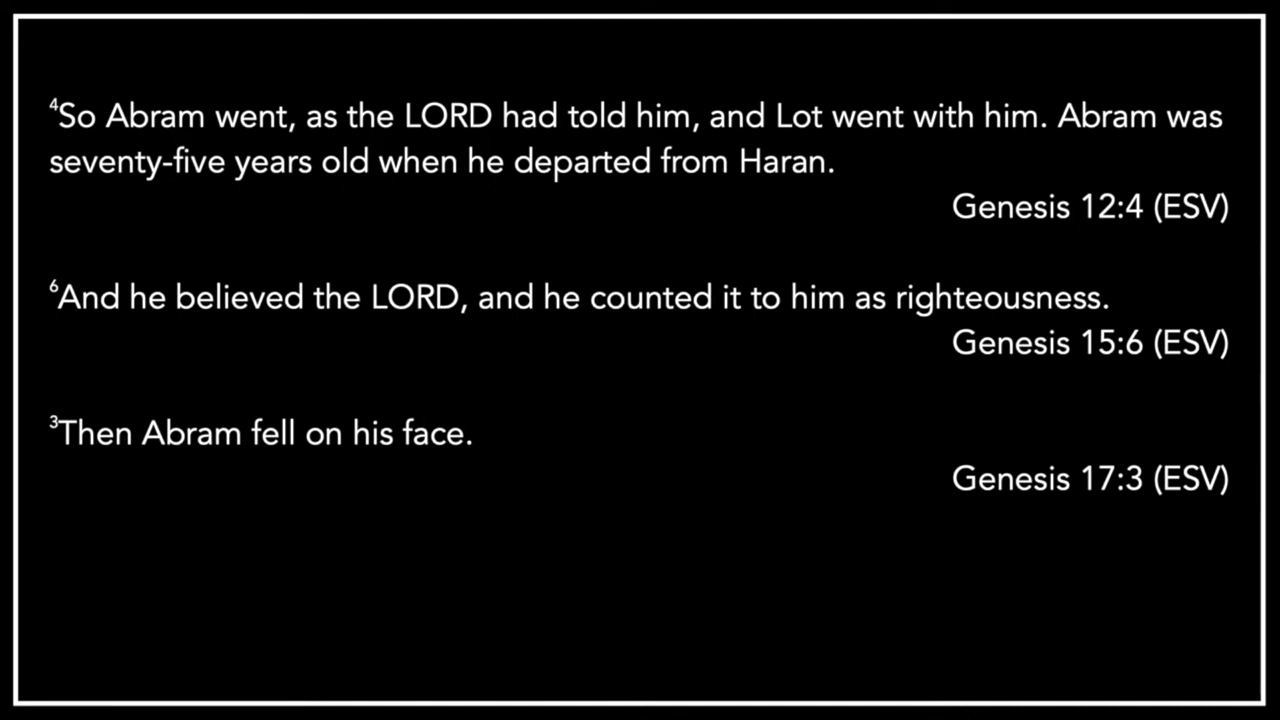 ⁴So Abram went, as the LORD had told him, and Lot went with him. Abram was
seventy-five years old when he departed from Haran.
Genesis 12:4 (ESV)
⁶And he believed the LORD, and he counted it to him as righteousness.
Genesis 15:6 (ESV)
³Then Abram fell on his face.
Genesis 17:3 (ESV)